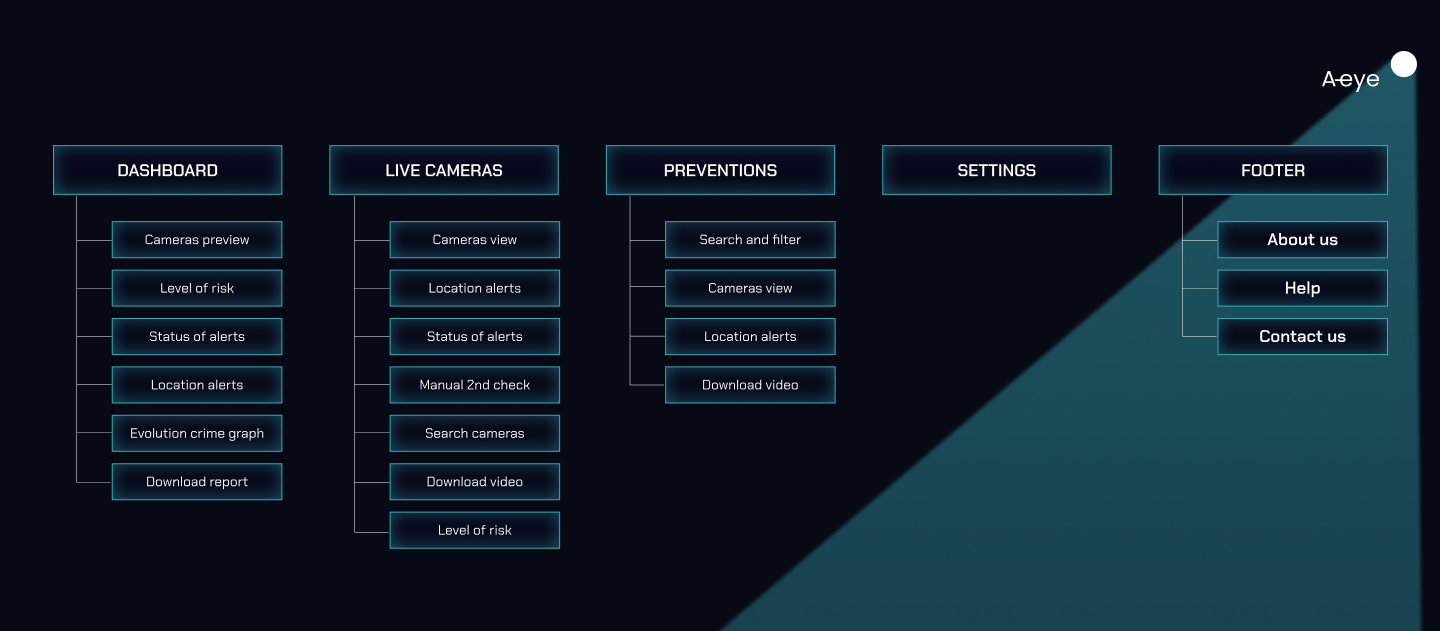 A-eye
DASHBOARD
Cameras preview
Level of risk
Status of alerts
Location alerts
Evolution crime graph
Download report
LIVE CAMERAS
Cameras view
Location alerts
Status of alerts
Manual 2nd check
Search cameras
Download video
Level of risk
PREVENTIONS
Search and filter
Cameras view
Location alerts
Download video
SETTINGS
FOOTER
About us
Help
Contact us